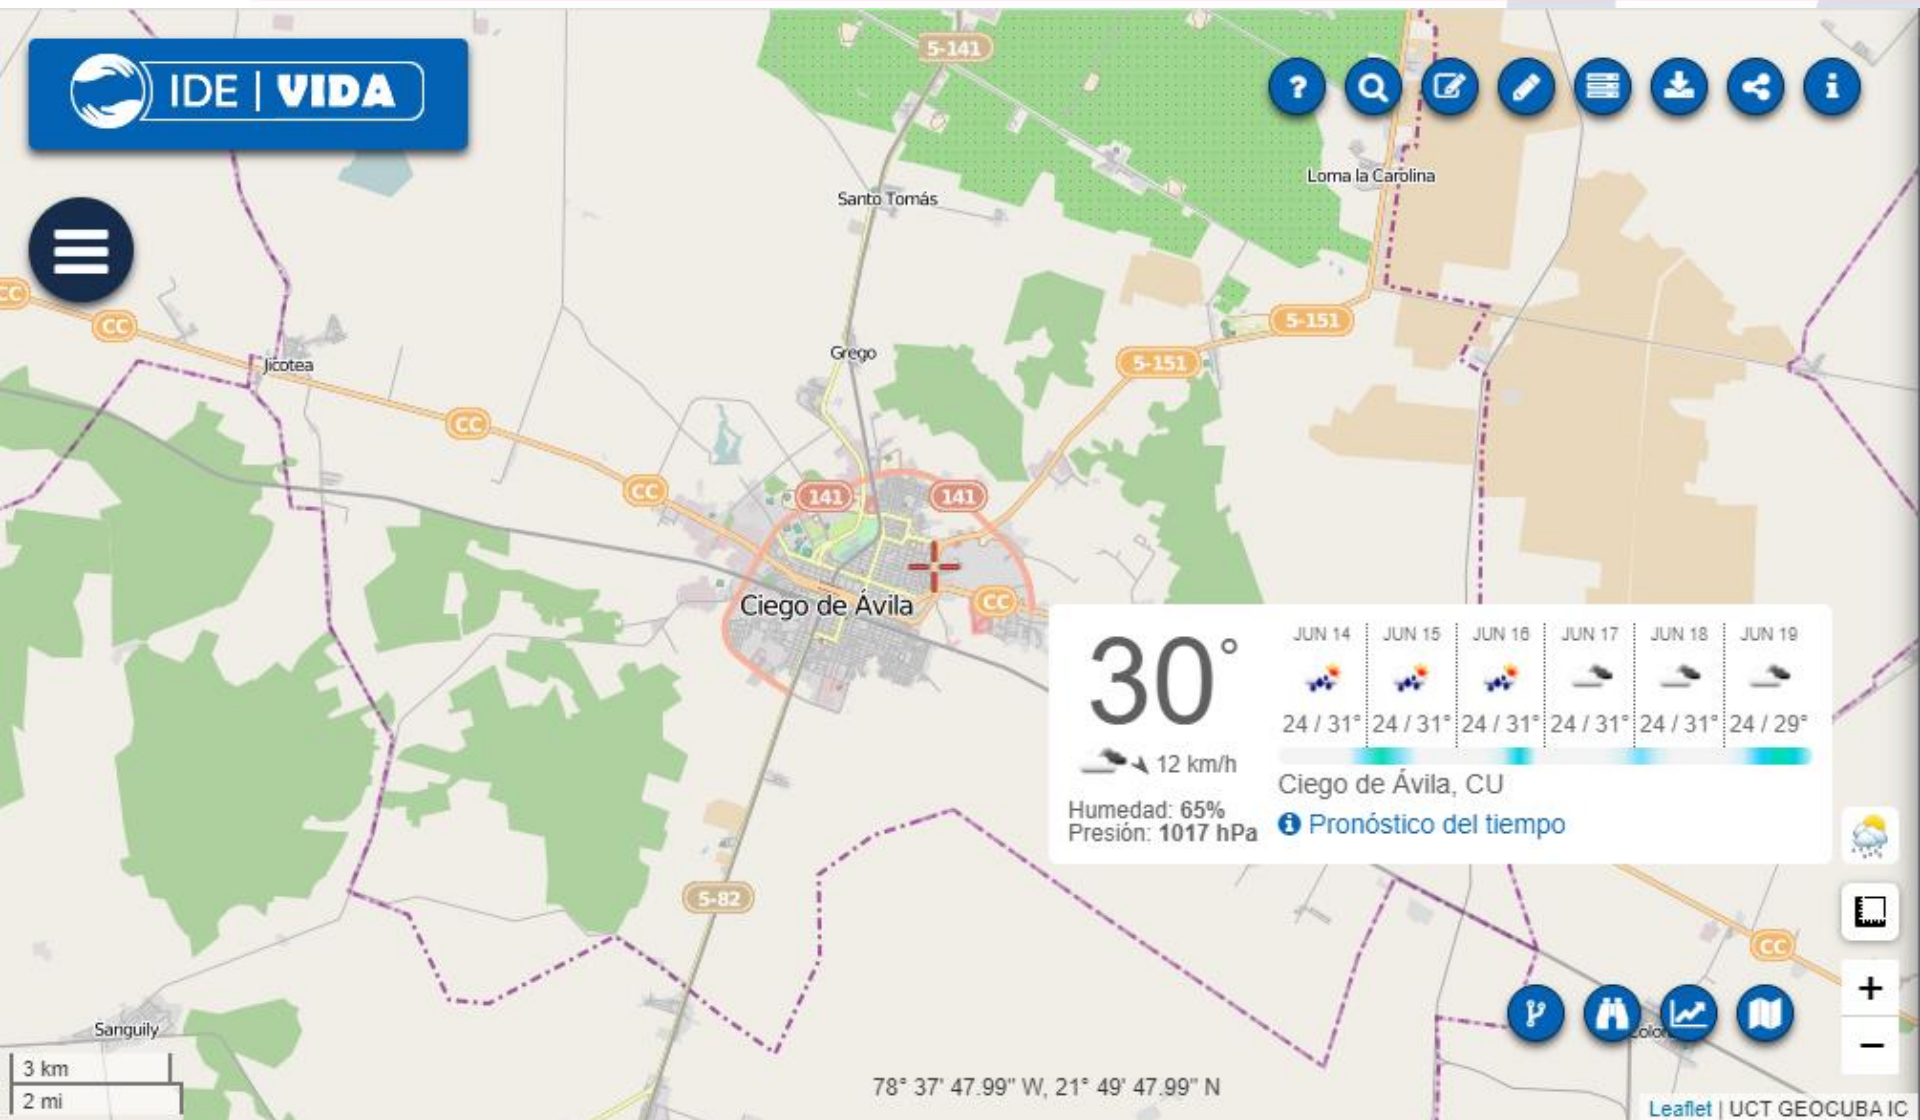 5-141
IDE | VIDA
?
i
Loma la Carolina
Santo Tomás
CC
CC
5-151
Grego
5-151
Jicotea
CC
CC
141
141
Ciego de Ávila
CC
30°
12 km/h
Humedad: 65%
Presión: 1017 hPa
JUN 14 JUN 15 JUN 16 JUN 17 JUN 18 JUN 19
24 / 31° 24 / 31° 24 / 31° 24 / 31° 24 / 31° 24 / 29°
Ciego de Ávila, CU
Pronóstico del tiempo
5-82
CC
+
−
Sanguily
3 km
2 mi
78° 37' 47.99" W, 21° 49' 47.99" N
Leaflet | UCT GEOCUBA IC